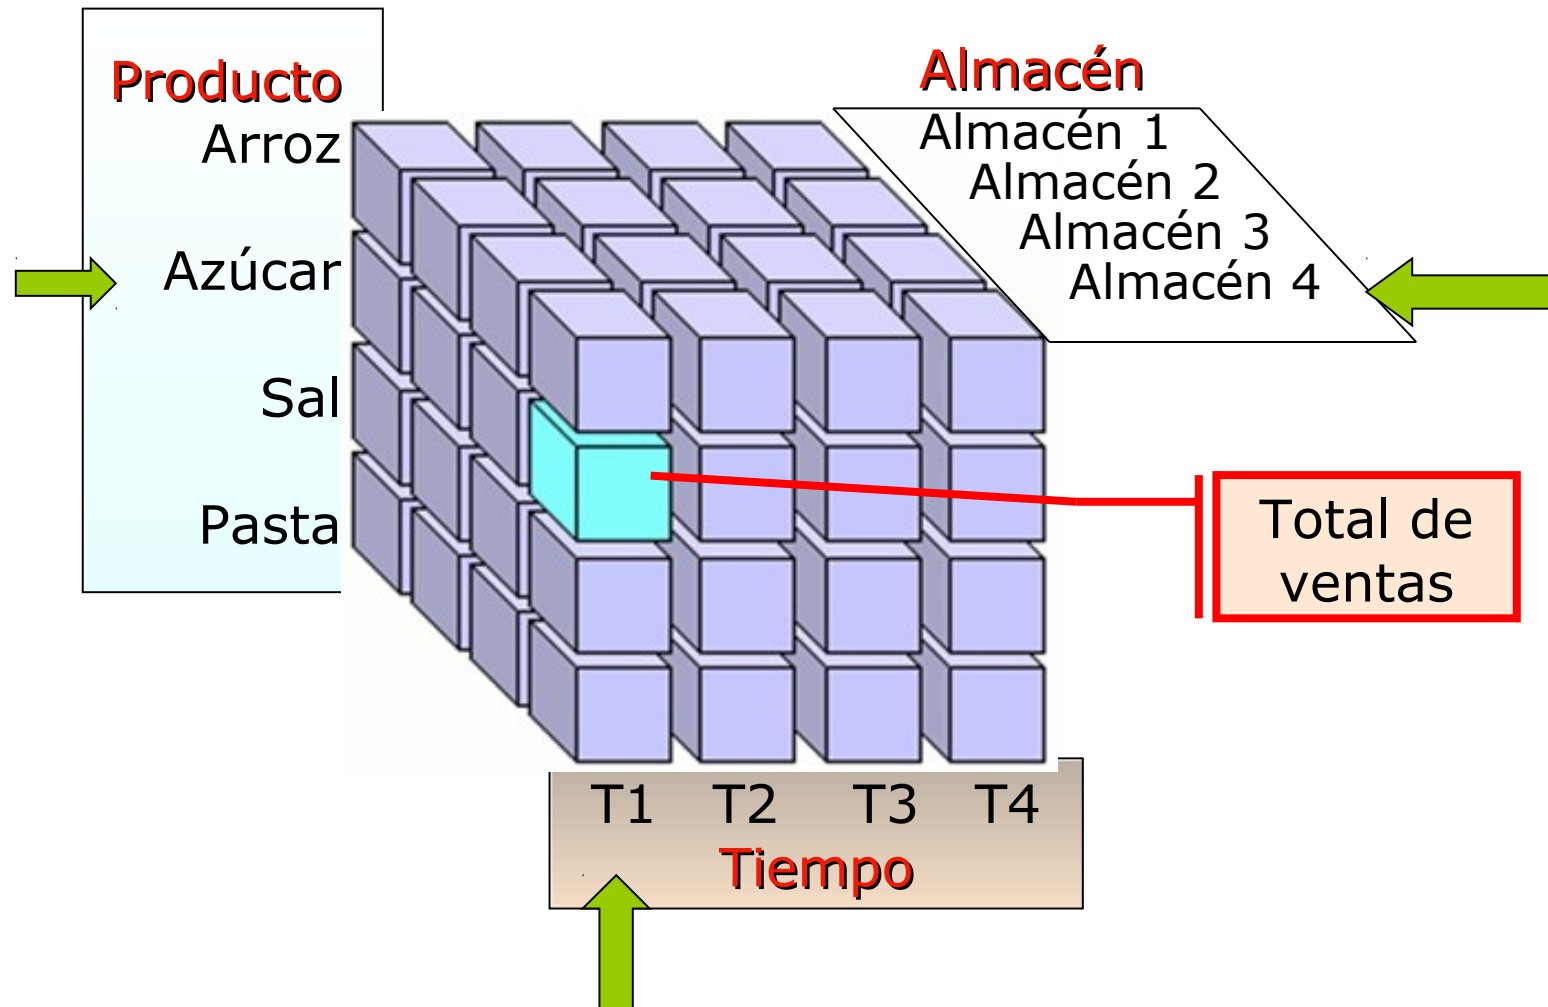 Producto
Arroz
Azúcar
Sal
Pasta
Almacén
Almacén 1
Almacén 2
Almacén 3
Almacén 4
Total de
ventas
T1 T2 T3 T4
Tiempo